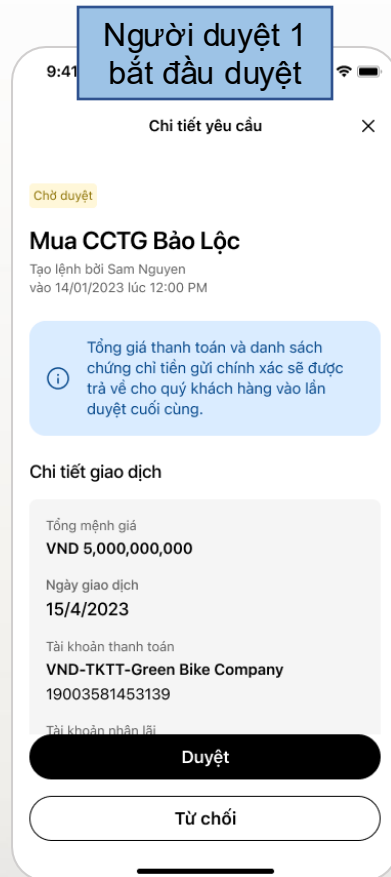 Người duyệt 1
bắt đầu duyệt
9:41
Chi tiết yêu cầu
Chờ duyệt
Mua CCTG Bảo Lộc
Tạo lệnh bởi Sam Nguyen
vào 14/01/2023 lúc 12:00 PM
Tổng giá thanh toán và danh sách
chứng chỉ tiền gửi chính xác sẽ được
trả về cho quý khách hàng vào lần
duyệt cuối cùng.
Chi tiết giao dịch
Tổng mệnh giá
VND 5,000,000,000
Ngày giao dịch
15/4/2023
Tài khoản thanh toán
VND-TKTT-Green Bike Company
19003581453139
Tài khoản nhận lãi
Duyệt
Từ chối